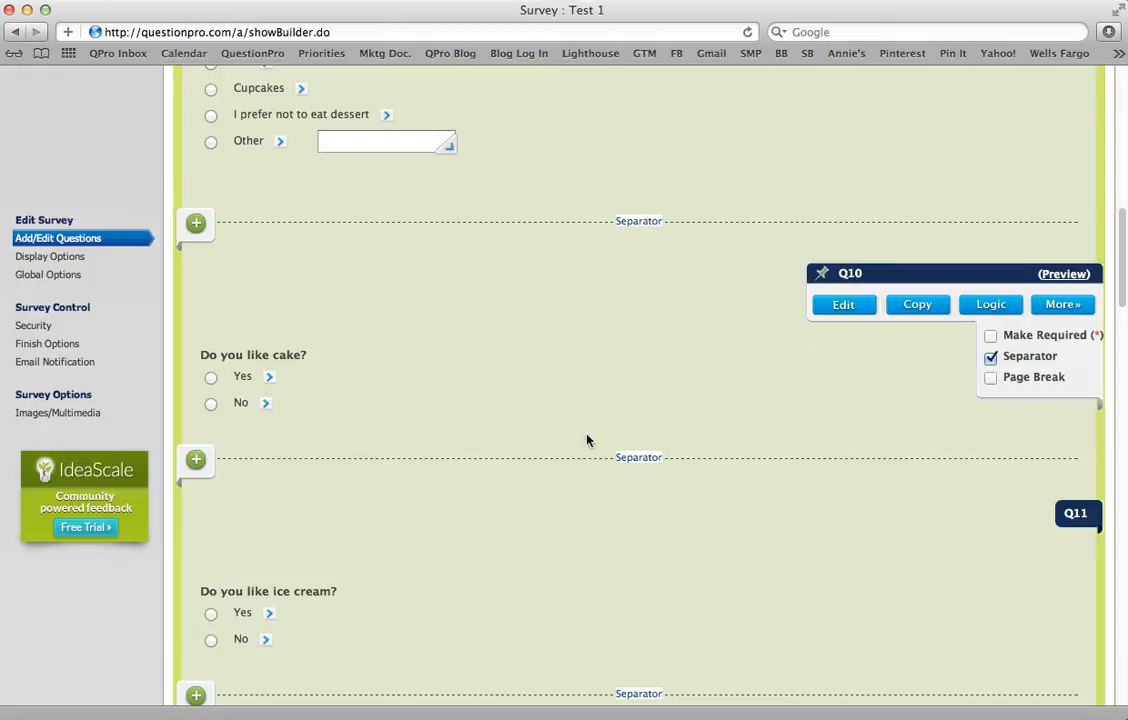 Survey : Test 1
http://questionpro.com/a/showBuilder.do
Google
QPro Inbox Calendar QuestionPro Priorities Mktg Doc. QPro Blog Blog Log In Lighthouse GTM FB Gmail SMP BB SB Annie's Pinterest Pin It Yahoo! Wells Fargo
Edit Survey
Add/Edit Questions
Display Options
Global Options
Survey Control
Security
Finish Options
Email Notification
Survey Options
Images/Multimedia
IdeaScale
Community
powered feedback
Free Trial »
Cupcakes
I prefer not to eat dessert
Other
Separator
Q10 (Preview)
Edit Copy Logic More»
Make Required (*)
Separator
Page Break
Do you like cake?
Yes
No
Separator
Q11
Do you like ice cream?
Yes
No
Separator